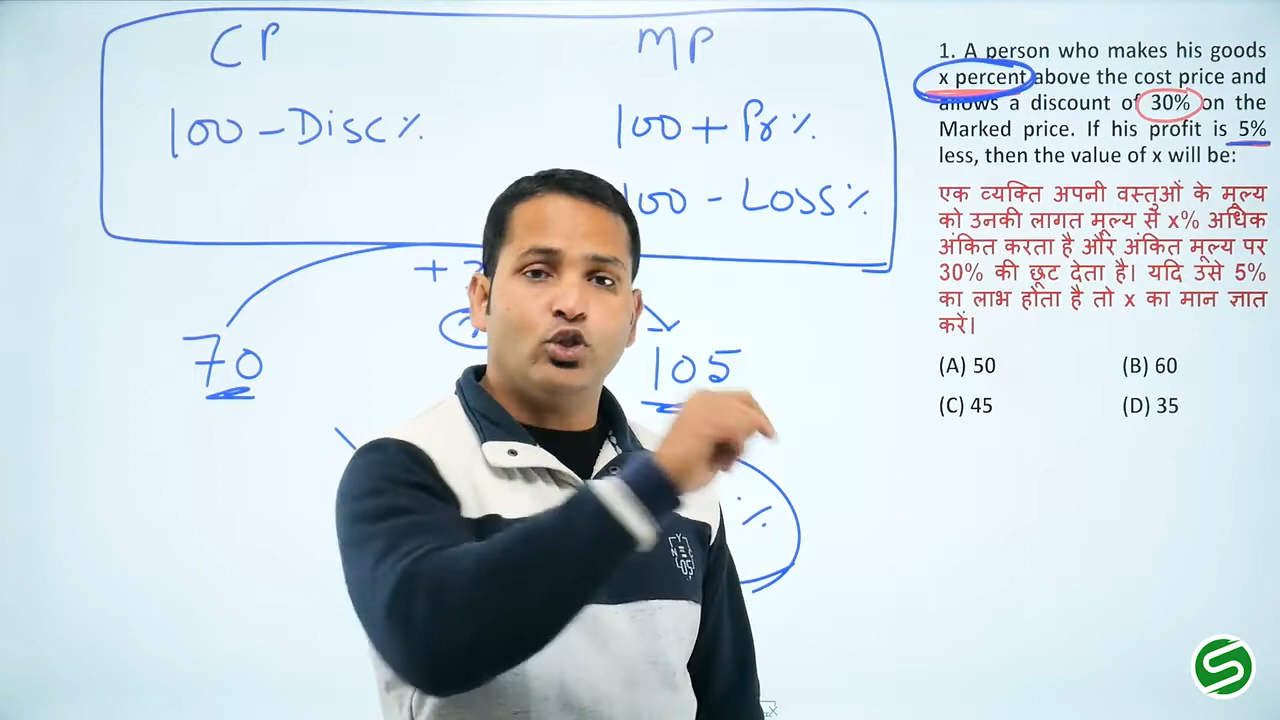 CP MP
100 - Disc% 100 + Pr%
100 - Loss%
70 105
%
1. A person who makes his goods
x percent above the cost price and
allows a discount of 30% on the
Marked price. If his profit is 5%
less, then the value of x will be:
एक व्यक्ति अपनी वस्तुओं के मूल्य
को उनकी लागत मूल्य से x% अधिक
अंकित करता है और अंकित मूल्य पर
30% की छूट देता है। यदि उसे 5%
का लाभ होता है तो x का मान ज्ञात
करें।
(A) 50 (B) 60
(C) 45 (D) 35